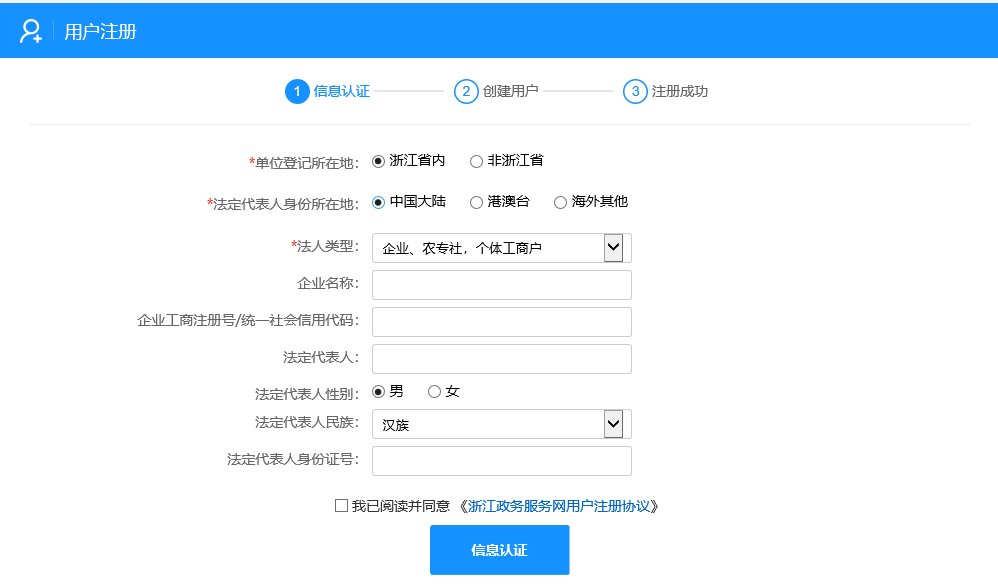 用户注册
1 信息认证 2 创建用户 3 注册成功
*单位登记所在地： 浙江省内 非浙江省
*法定代表人身份所在地： 中国大陆 港澳台 海外其他
*法人类型： 企业、农专社，个体工商户
企业名称：
企业工商注册号/统一社会信用代码：
法定代表人：
法定代表人性别： 男 女
法定代表人民族： 汉族
法定代表人身份证号：
我已阅读并同意 《浙江政务服务网用户注册协议》
信息认证